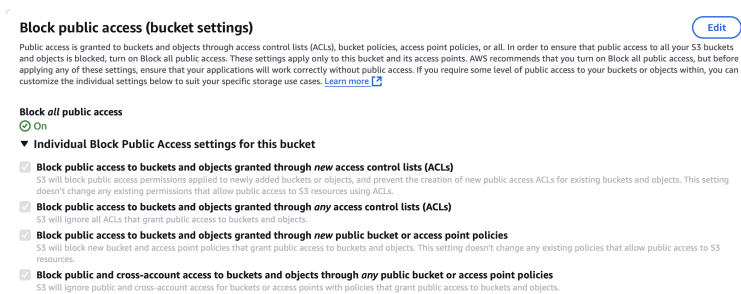 Block public access (bucket settings)
Edit
Public access is granted to buckets and objects through access control lists (ACLs), bucket policies, access point policies, or all. In order to ensure that public access to all your S3 buckets
and objects is blocked, turn on Block all public access. These settings apply only to this bucket and its access points. AWS recommends that you turn on Block all public access, but before
applying any of these settings, ensure that your applications will work correctly without public access. If you require some level of public access to your buckets or objects within, you can
customize the individual settings below to suit your specific storage use cases. Learn more
Block all public access
On
Individual Block Public Access settings for this bucket
Block public access to buckets and objects granted through new access control lists (ACLs)
S3 will block public access permissions applied to newly added buckets or objects, and prevent the creation of new public access ACLs for existing buckets and objects. This setting
doesn't change any existing permissions that allow public access to S3 resources using ACLs.
Block public access to buckets and objects granted through any access control lists (ACLs)
S3 will ignore all ACLs that grant public access to buckets and objects.
Block public access to buckets and objects granted through new public bucket or access point policies
S3 will block new bucket and access point policies that grant public access to buckets and objects. This setting doesn't change any existing policies that allow public access to S3
resources.
Block public and cross-account access to buckets and objects through any public bucket or access point policies
S3 will ignore public and cross-account access for buckets or access points with policies that grant public access to buckets and objects.